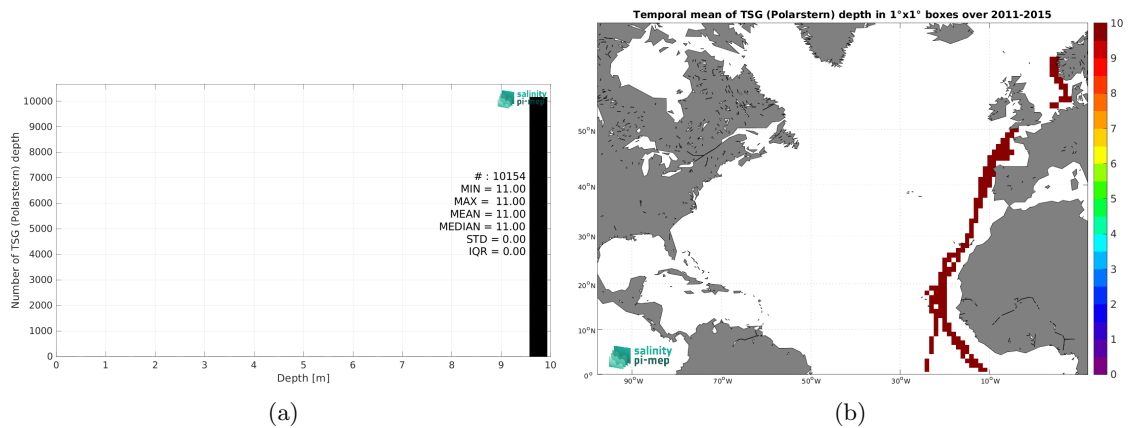 salinity
pi-mep
Number of TSG (Polarstern) depth
10000
9000
8000
7000
6000
5000
4000
3000
2000
1000
0
# : 10154
MIN = 11.00
MAX = 11.00
MEAN = 11.00
MEDIAN = 11.00
STD = 0.00
IQR = 0.00
0 1 2 3 4 5 6 7 8 9 10
Depth [m]
(a)
Temporal mean of TSG (Polarstern) depth in 1°x1° boxes over 2011-2015
50°N
40°N
30°N
20°N
10°N
0°
90°W 70°W 50°W 30°W 10°W
salinity
pi-mep
10
9
8
7
6
5
4
3
2
1
0
(b)